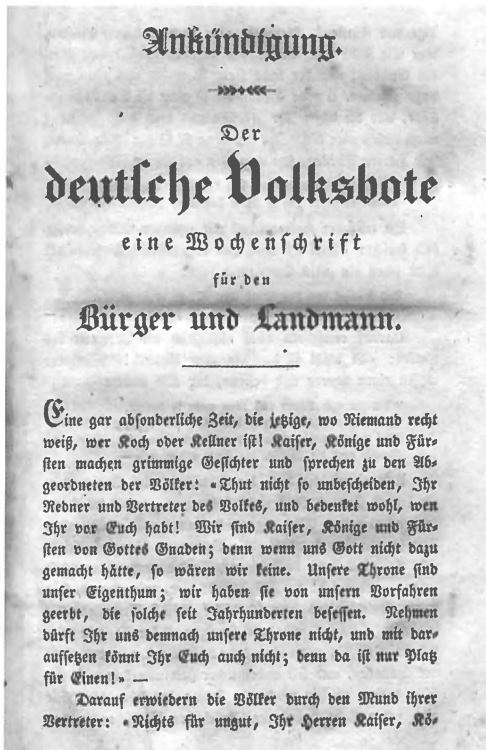 Ankündigung.
Der
deutsche Volksbote
eine Wochenschrift
für den
Bürger und Landmann.
Eine gar absonderliche Zeit, die jetzige, wo Niemand recht
weiß, wer Koch oder Kellner ist! Kaiser, Könige und Für-
sten machen grimmige Gesichter und sprechen zu den Ab-
geordneten der Völker: «Thut nicht so unbescheiden, Ihr
Redner und Vertreter des Volkes, und bedenket wohl, wen
Ihr vor Euch habt! Wir sind Kaiser, Könige und Für-
sten von Gottes Gnaden; denn wenn uns Gott nicht dazu
gemacht hätte, so wären wir keine. Unsere Throne sind
unser Eigenthum; wir haben sie von unsern Vorfahren
geerbt, die solche seit Jahrhunderten besessen. Nehmen
dürft Ihr uns demnach unsere Throne nicht, und mit dar-
aufsetzen könnt Ihr Euch auch nicht; denn da ist nur Platz
für Einen!» —
Darauf erwiedern die Völker durch den Mund ihrer
Vertreter: «Nichts für ungut, Ihr Herren Kaiser, Kö-